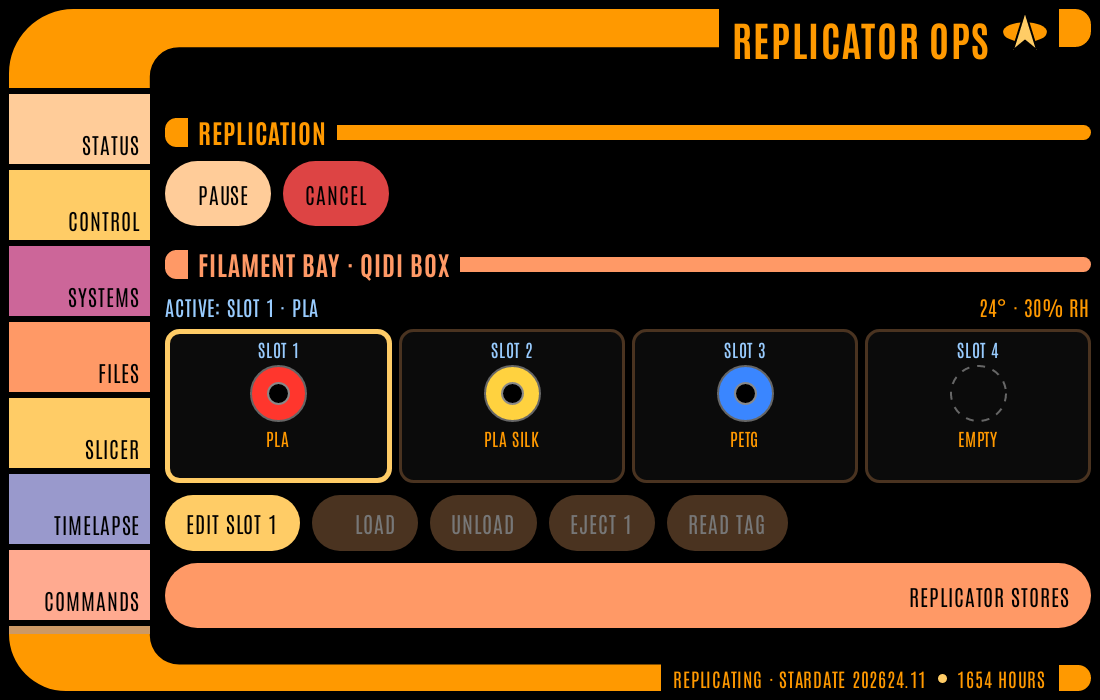 REPLICATOR OPS
STATUS
CONTROL
SYSTEMS
FILES
SLICER
TIMELAPSE
COMMANDS
REPLICATION
PAUSE CANCEL
FILAMENT BAY · QIDI BOX
ACTIVE: SLOT 1 · PLA 24° · 30% RH
SLOT 1 SLOT 2 SLOT 3 SLOT 4
PLA PLA SILK PETG EMPTY
EDIT SLOT 1 LOAD UNLOAD EJECT 1 READ TAG
REPLICATOR STORES
REPLICATING · STARDATE 202624.11 • 1654 HOURS